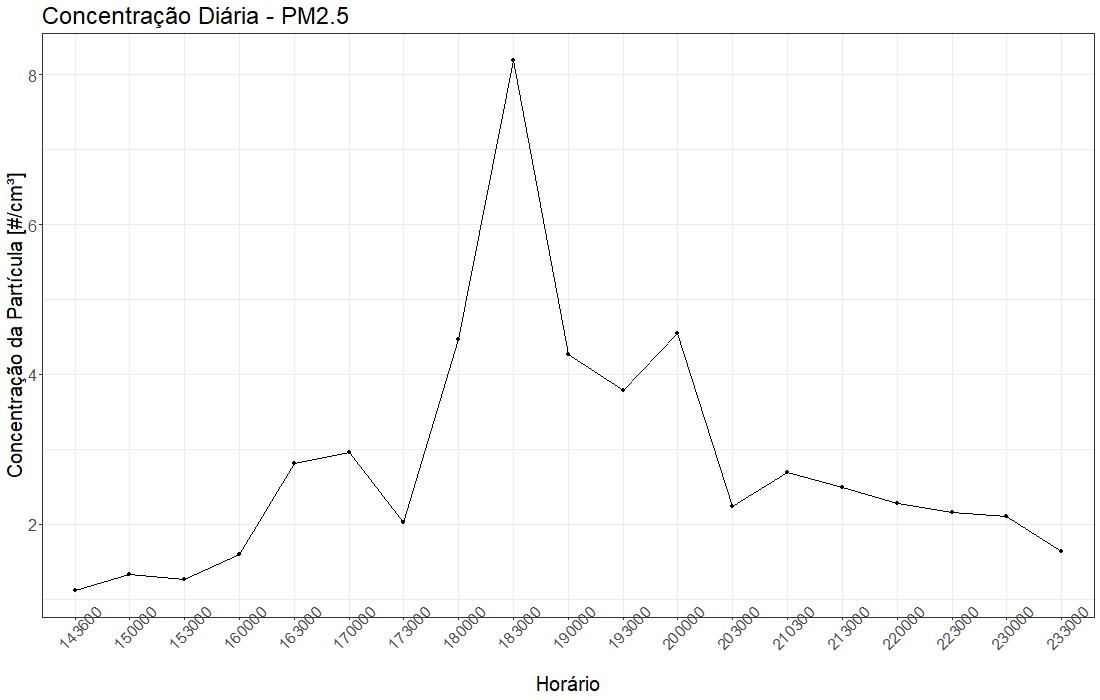 Concentração Diária - PM2.5
Concentração da Partícula [#/cm³]
8
6
4
2
143600 150000 153000 160000 163000 170000 173000 180000 183000 190000 193000 200000 203000 210300 213000 220000 223000 230000 233000
Horário